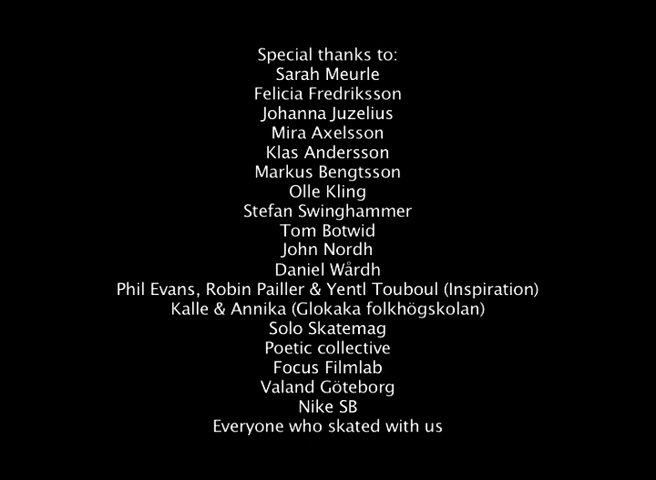 Special thanks to:
Sarah Meurle
Felicia Fredriksson
Johanna Juzelius
Mira Axelsson
Klas Andersson
Markus Bengtsson
Olle Kling
Stefan Swinghammer
Tom Botwid
John Nordh
Daniel Wårdh
Phil Evans, Robin Pailler & Yentl Touboul (Inspiration)
Kalle & Annika (Glokaka folkhögskolan)
Solo Skatemag
Poetic collective
Focus Filmlab
Valand Göteborg
Nike SB
Everyone who skated with us